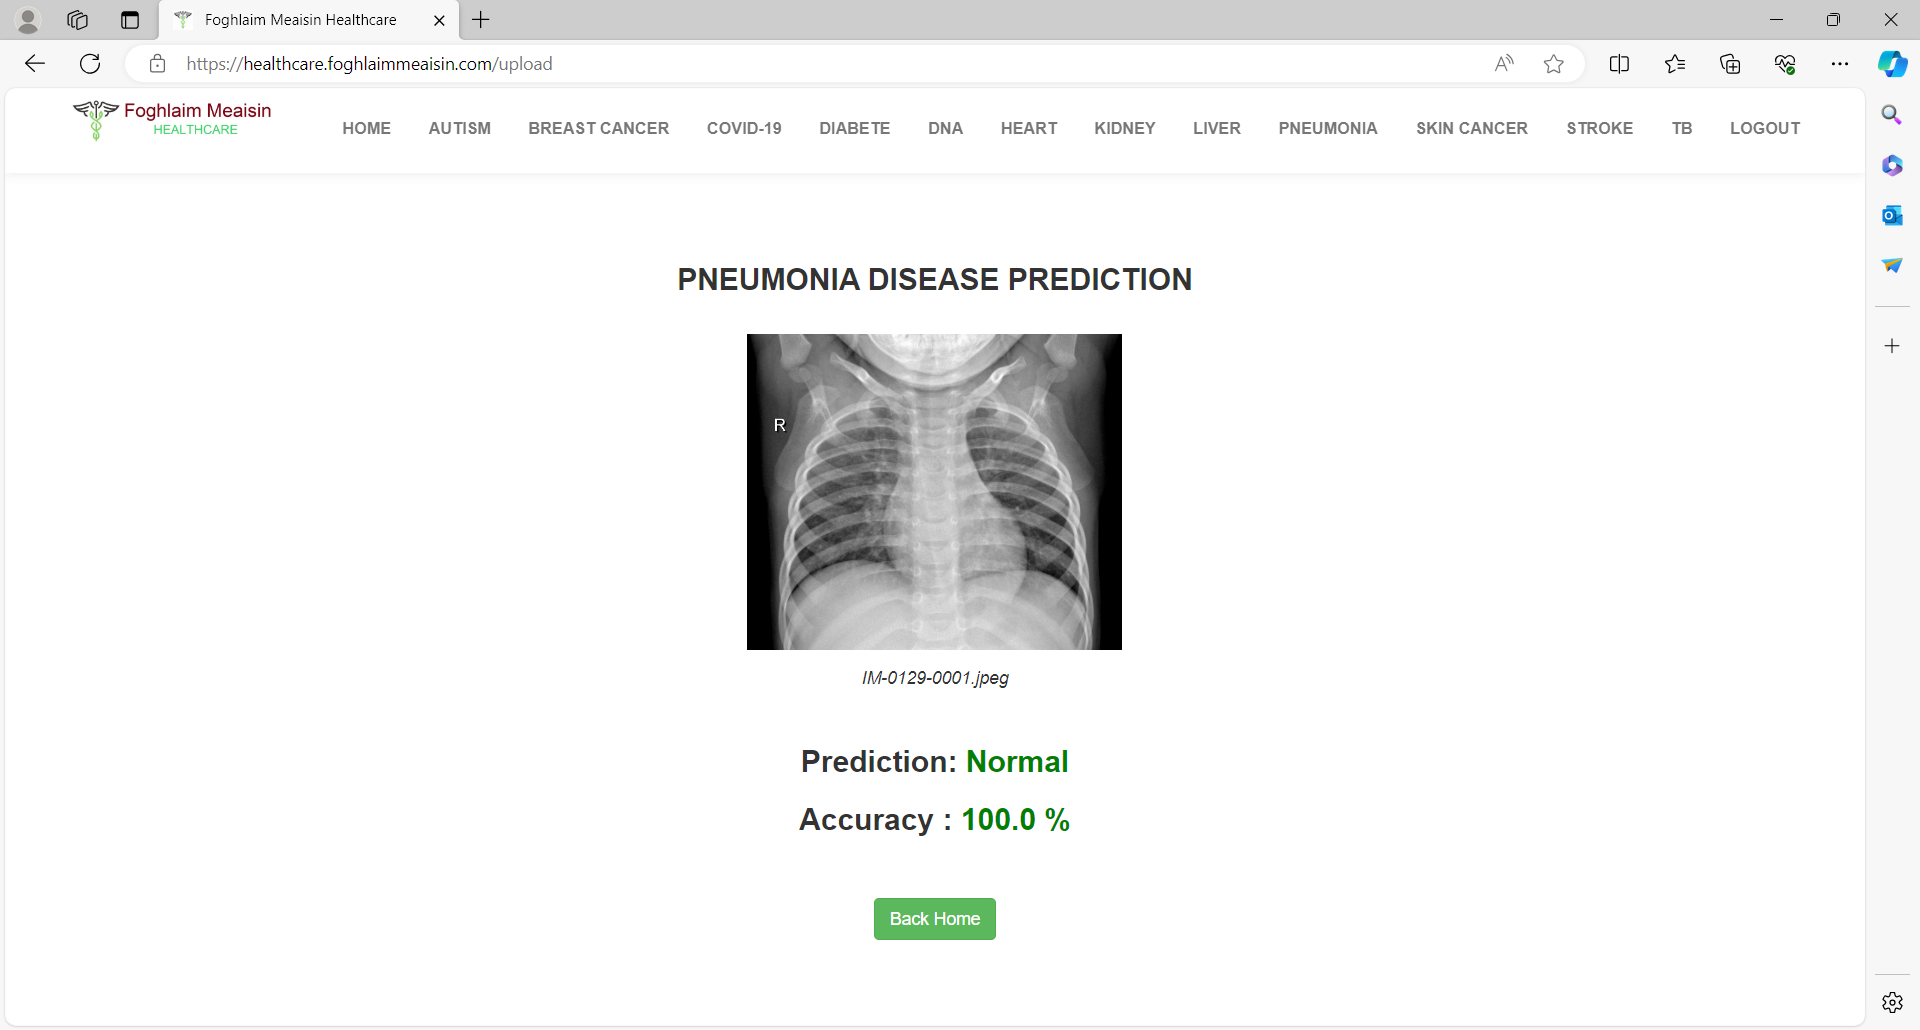 Foghlaim Meaisin Healthcare
https://healthcare.foghlaimmeaisin.com/upload
Foghlaim Meaisin
HEALTHCARE
HOME AUTISM BREAST CANCER COVID-19 DIABETE DNA HEART KIDNEY LIVER PNEUMONIA SKIN CANCER STROKE TB LOGOUT
PNEUMONIA DISEASE PREDICTION
R
IM-0129-0001.jpeg
Prediction: Normal
Accuracy : 100.0 %
Back Home